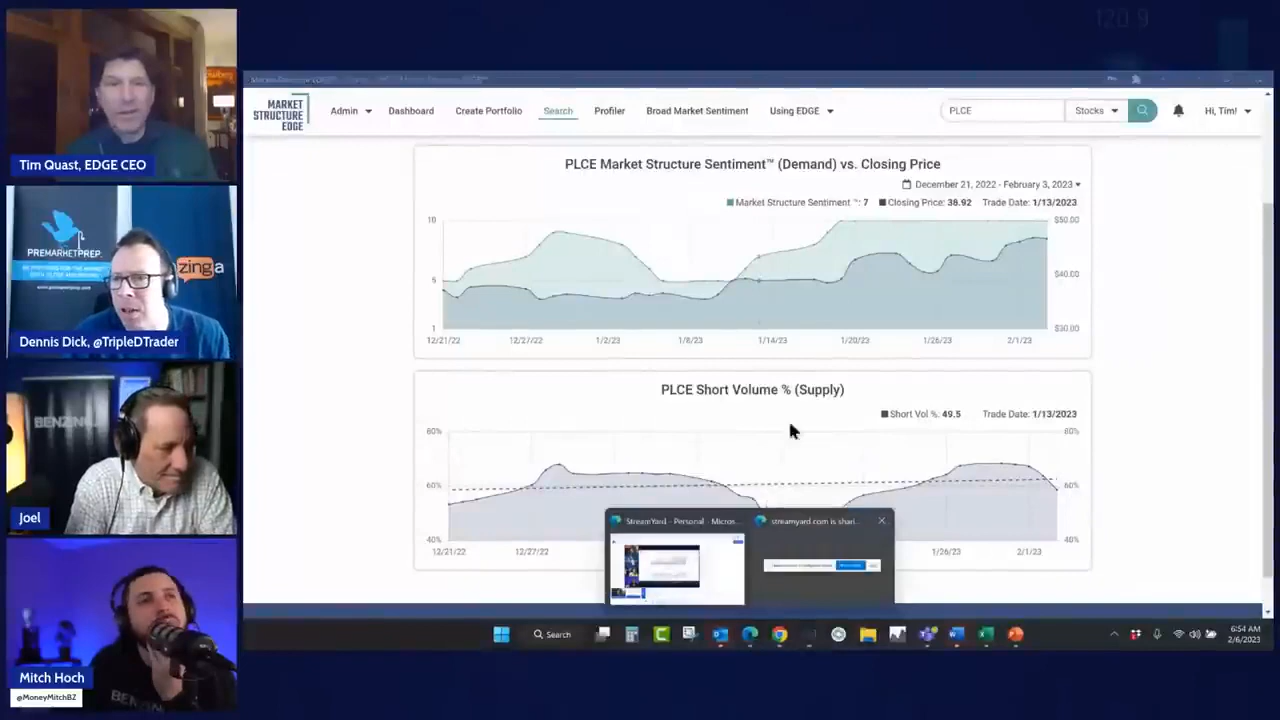 120.9
Tim Quast, EDGE CEO
PREMARKETPREP
zinga
Dennis Dick, @TripleDTrader
BENZING
Joel
Mitch Hoch
@MoneyMitchBZ
BENZING
MARKET
STRUCTURE
EDGE
Admin Dashboard Create Portfolio Search Profiler Broad Market Sentiment Using EDGE PLCE Stocks Hi, Tim!
PLCE Market Structure Sentiment™ (Demand) vs. Closing Price
December 21, 2022 - February 3, 2023
Market Structure Sentiment ™: 7 Closing Price: 38.92 Trade Date: 1/13/2023
10 $50.00
5 $40.00
1 $30.00
12/21/22 12/27/22 1/2/23 1/8/23 1/14/23 1/20/23 1/26/23 2/1/23
PLCE Short Volume % (Supply)
Short Vol %: 49.5 Trade Date: 1/13/2023
80% 80%
60% 60%
40% 40%
12/21/22 12/27/22 1/26/23 2/1/23
StreamYard - Personal - Micros...
streamyard.com is shari...
Search
6:54 AM
2/6/2023